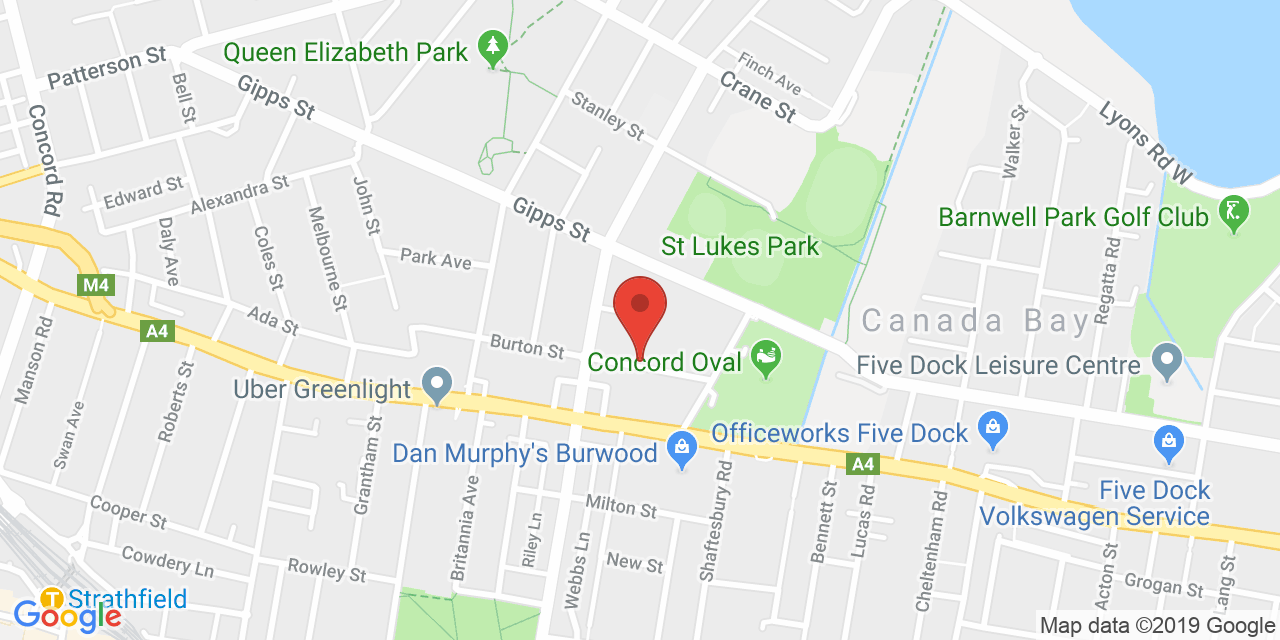 Queen Elizabeth Park
Patterson St
Bell St
Gipps St
Finch Ave
Crane St
Stanley St
Concord Rd
Lyons Rd W
Walker St
Edward St
Alexandra St
John St
Daly Ave
Coles St
Melbourne St
Park Ave
Gipps St
St Lukes Park
Barnwell Park Golf Club
Regatta Rd
M4
A4
Ada St
Burton St
Canada Bay
Concord Oval
Five Dock Leisure Centre
Manson Rd
Roberts St
Uber Greenlight
Swan Ave
Grantham St
Dan Murphy's Burwood
Officeworks Five Dock
A4
Five Dock
Volkswagen Service
Cooper St
Britannia Ave
Riley Ln
Milton St
Shaftesbury Rd
Bennett St
Lucas Rd
Cheltenham Rd
Acton St
Cowdery Ln
Rowley St
Webbs Ln
New St
Grogan St
Lang St
T
Strathfield
Google
Map data ©2019 Google